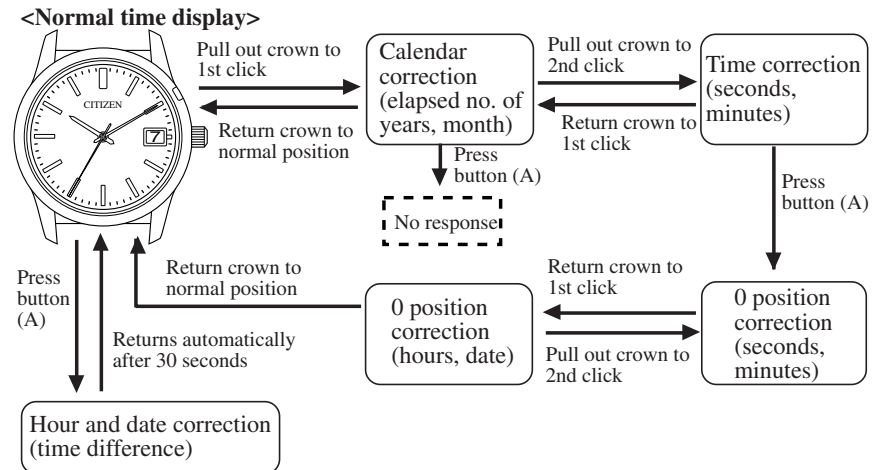 <Normal time display>
Pull out crown to
1st click
Return crown to
normal position
CITIZEN
7
Calendar
correction
(elapsed no. of
years, month)
Pull out crown to
2nd click
Return crown to
1st click
Time correction
(seconds,
minutes)
Press
button (A)
No response
Press
button (A)
Press
button
(A)
Return crown to
normal position
Returns automatically
after 30 seconds
0 position
correction
(hours, date)
Return crown to
1st click
Pull out crown to
2nd click
0 position
correction
(seconds,
minutes)
Hour and date correction
(time difference)